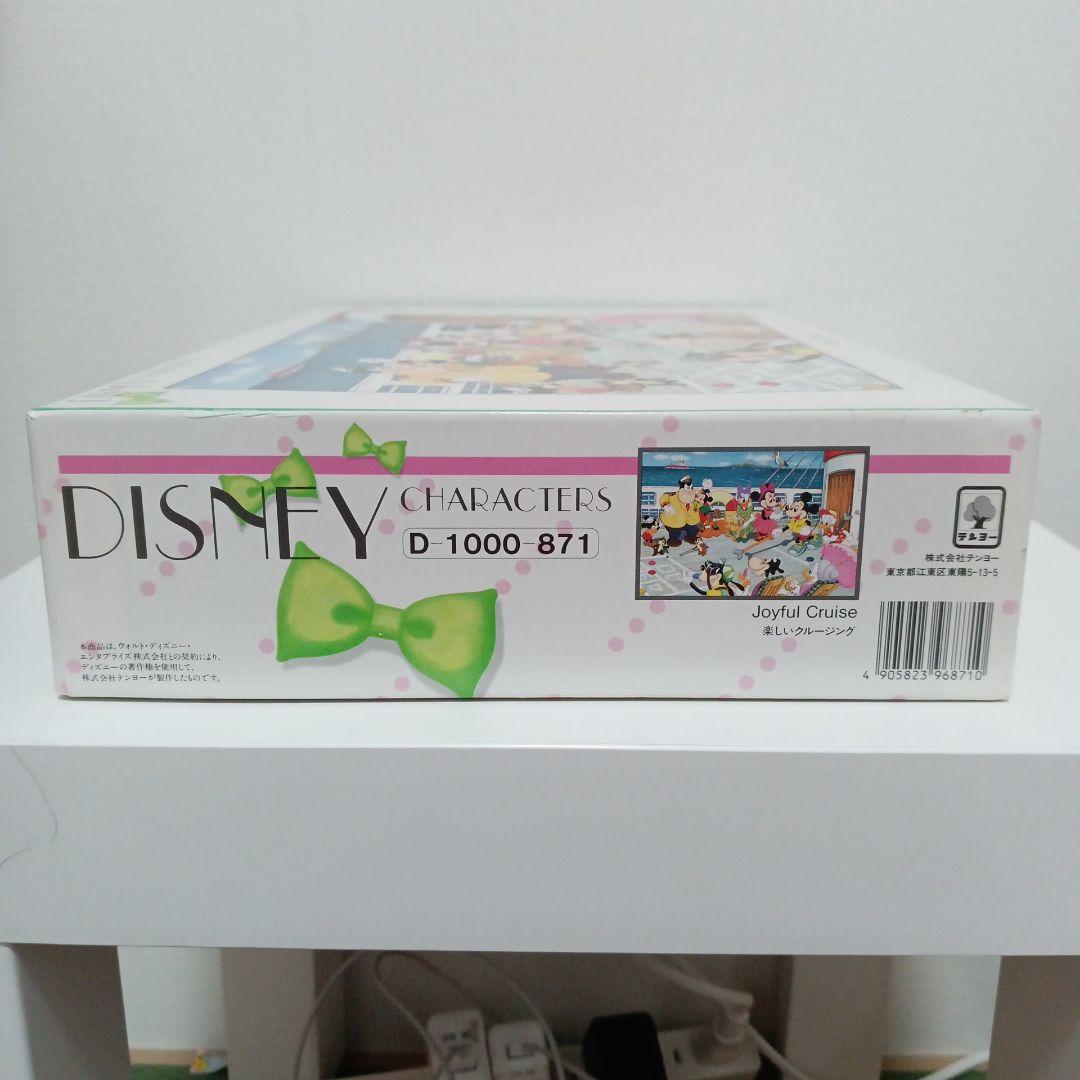 DISNEY
CHARACTERS
D-1000-871
本商品は、ウォルト・ディズニー・
エンタプライズ株式会社との契約により、
ディズニーの著作権を使用して、
株式会社テンヨーが製作したものです。
Joyful Cruise
楽しいクルージング
テンヨー
株式会社テンヨー
東京都江東区東陽5-13-5
4 905823 968710